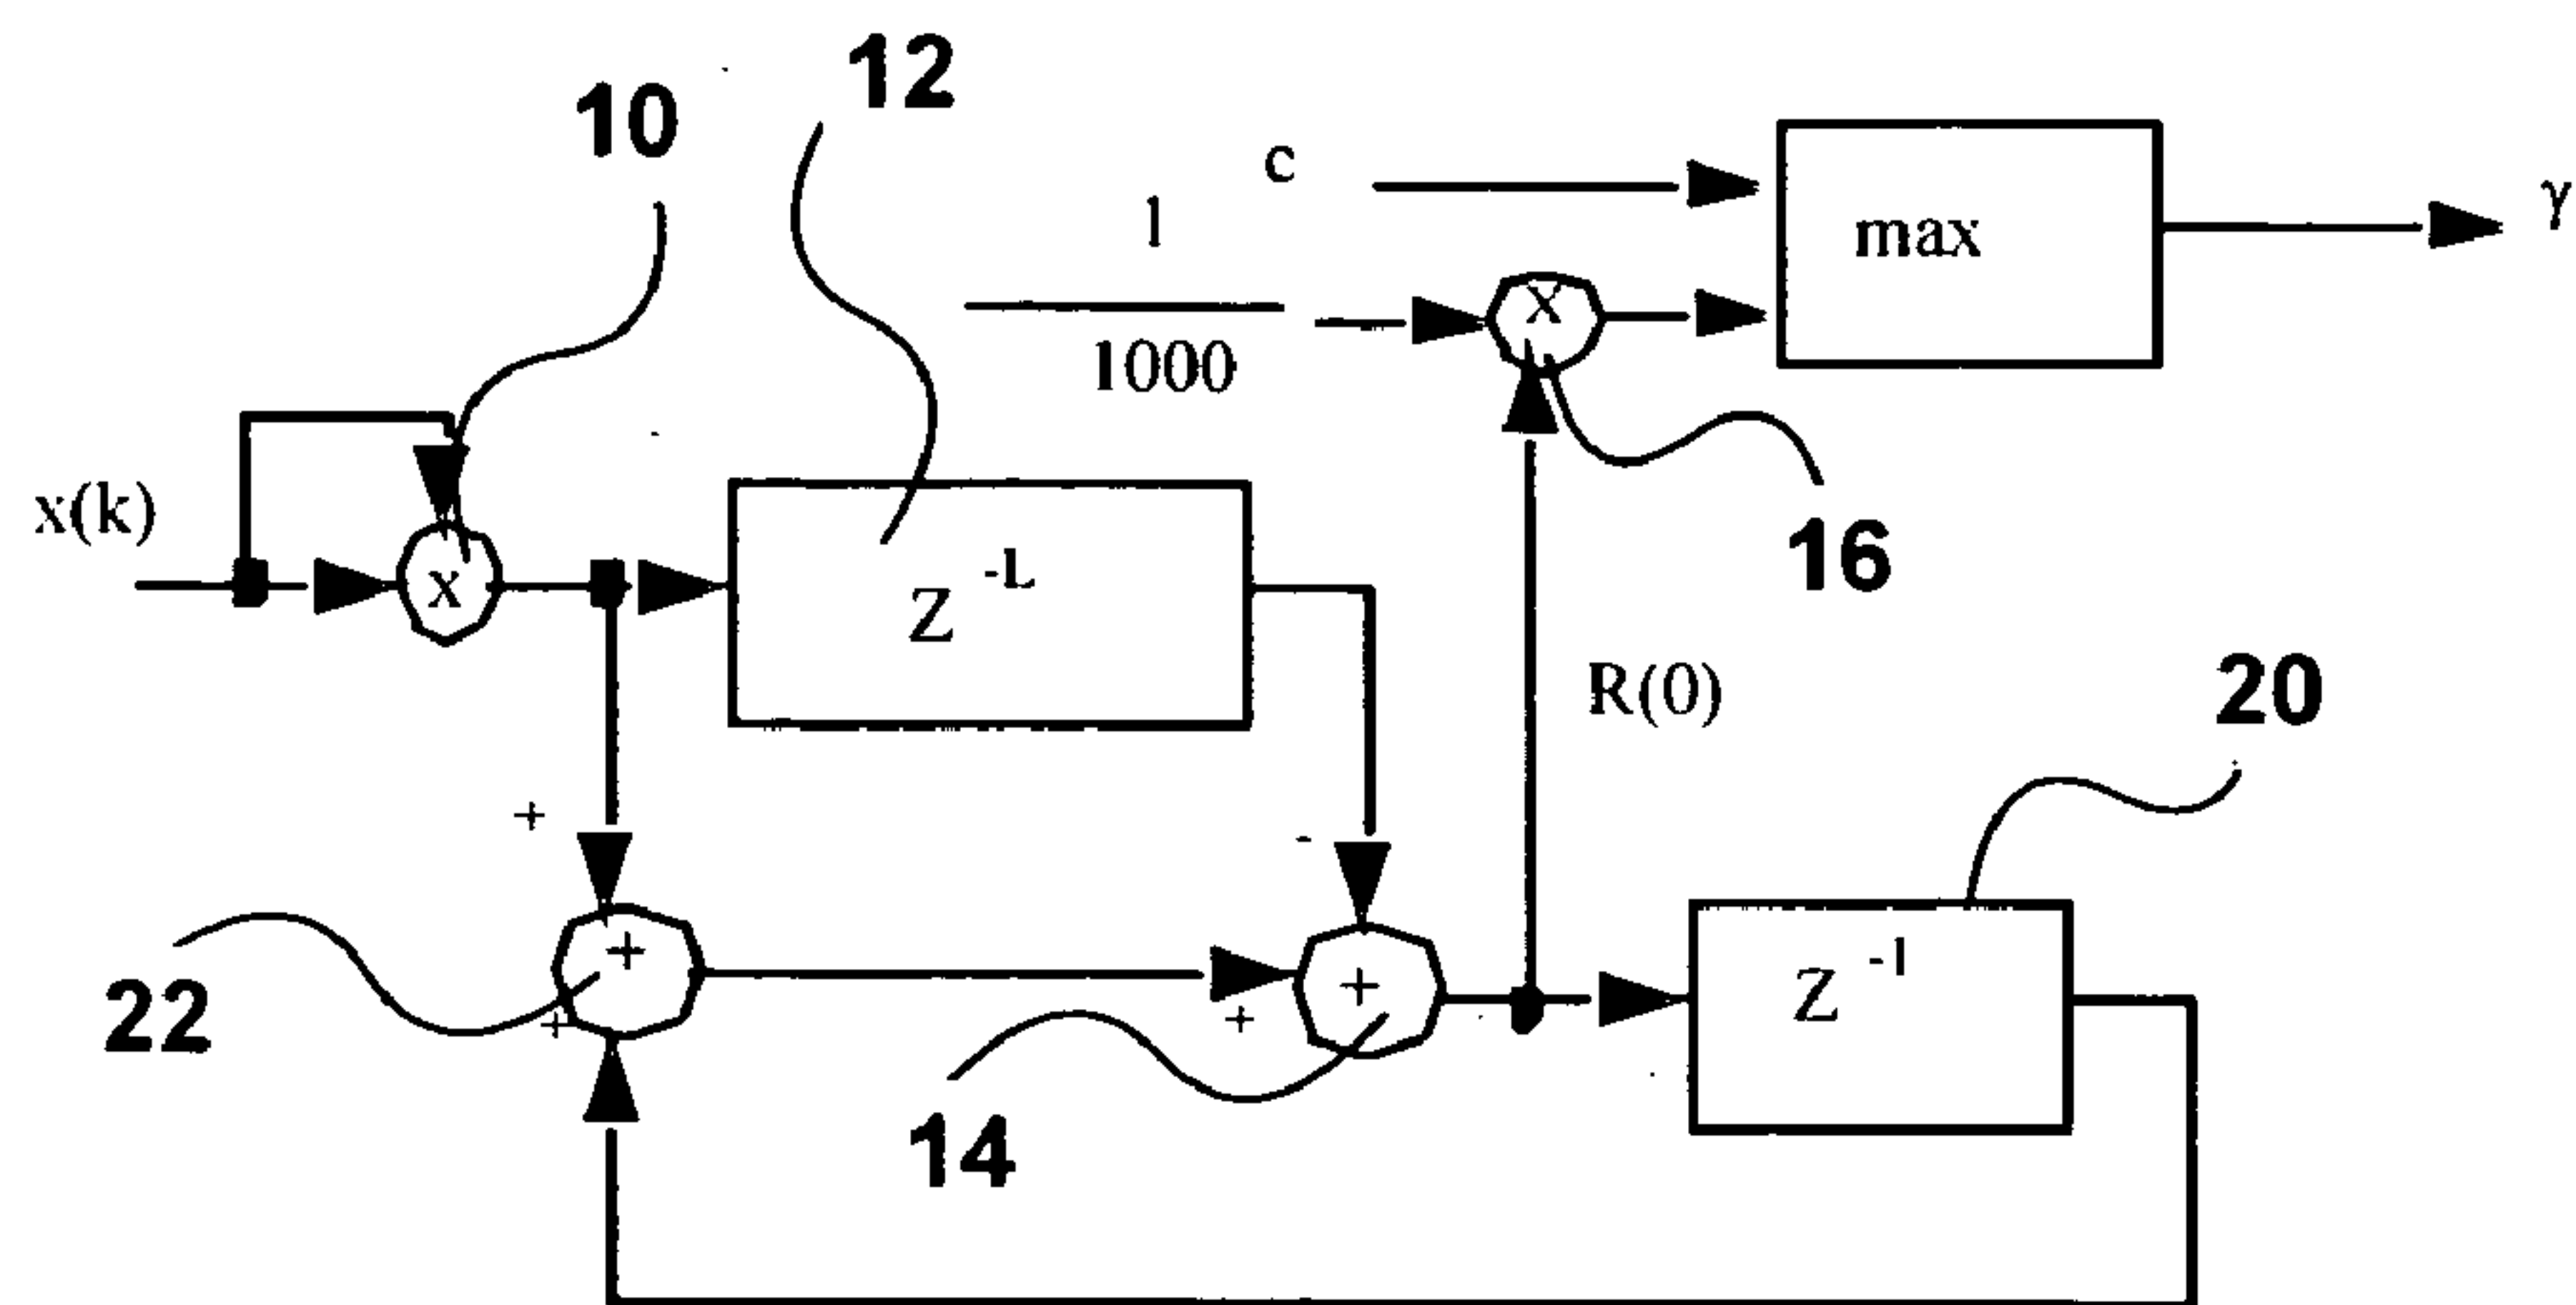 12
10
c
γ
1
max
x
1000
x(k)
16
Z -L
x
R(0)
20
+
-
+
Z -1
+
22
+
+
14